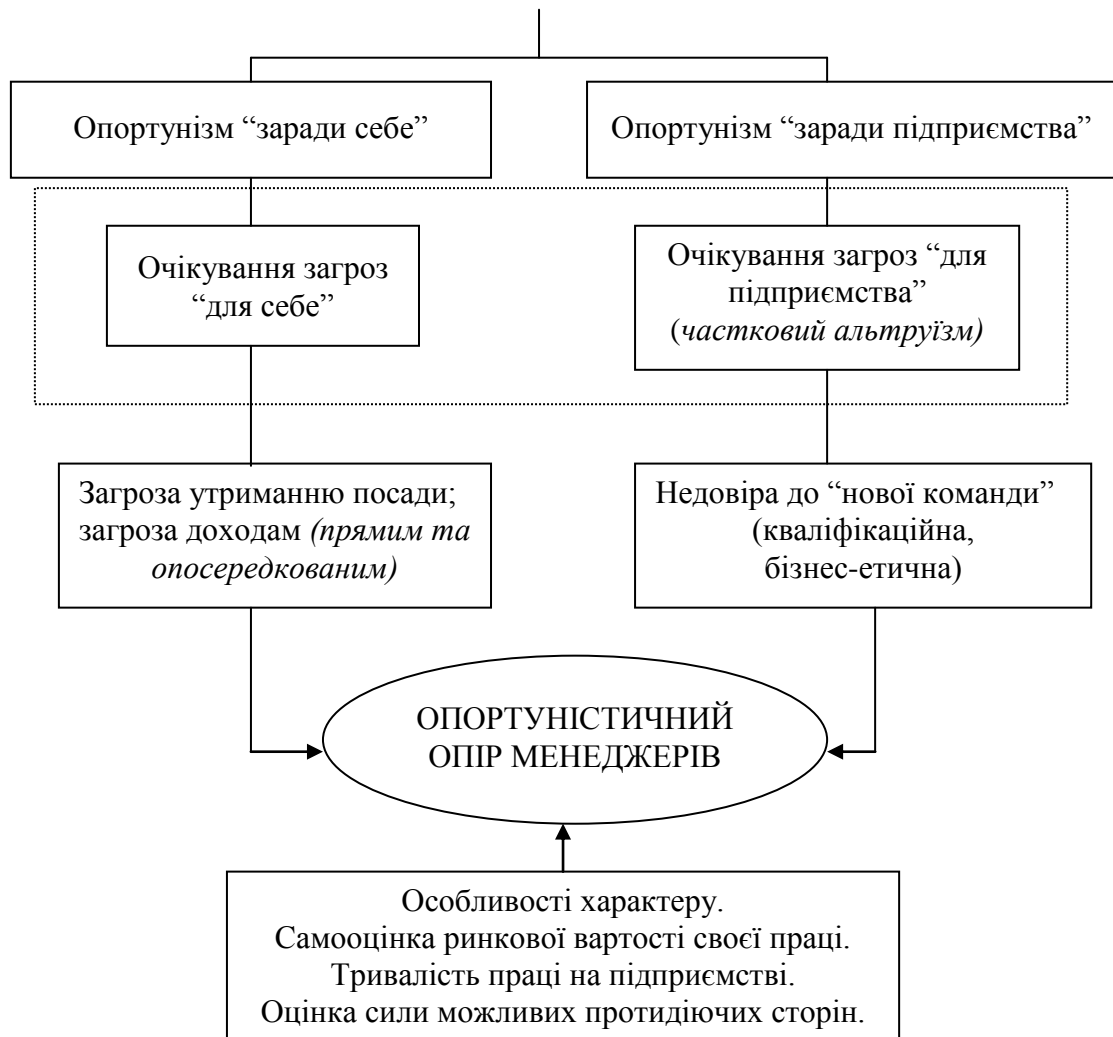 Опортунізм “заради себе”
Опортунізм “заради підприємства”
Очікування загроз
“для себе”
Очікування загроз “для
підприємства”
(частковий альтруїзм)
Загроза утриманню посади;
загроза доходам (прямим та
опосередкованим)
Недовіра до “нової команди”
(кваліфікаційна,
бізнес-етична)
ОПОРТУНІСТИЧНИЙ
ОПІР МЕНЕДЖЕРІВ
Особливості характеру.
Самооцінка ринкової вартості своєї праці.
Тривалість праці на підприємстві.
Оцінка сили можливих протидіючих сторін.